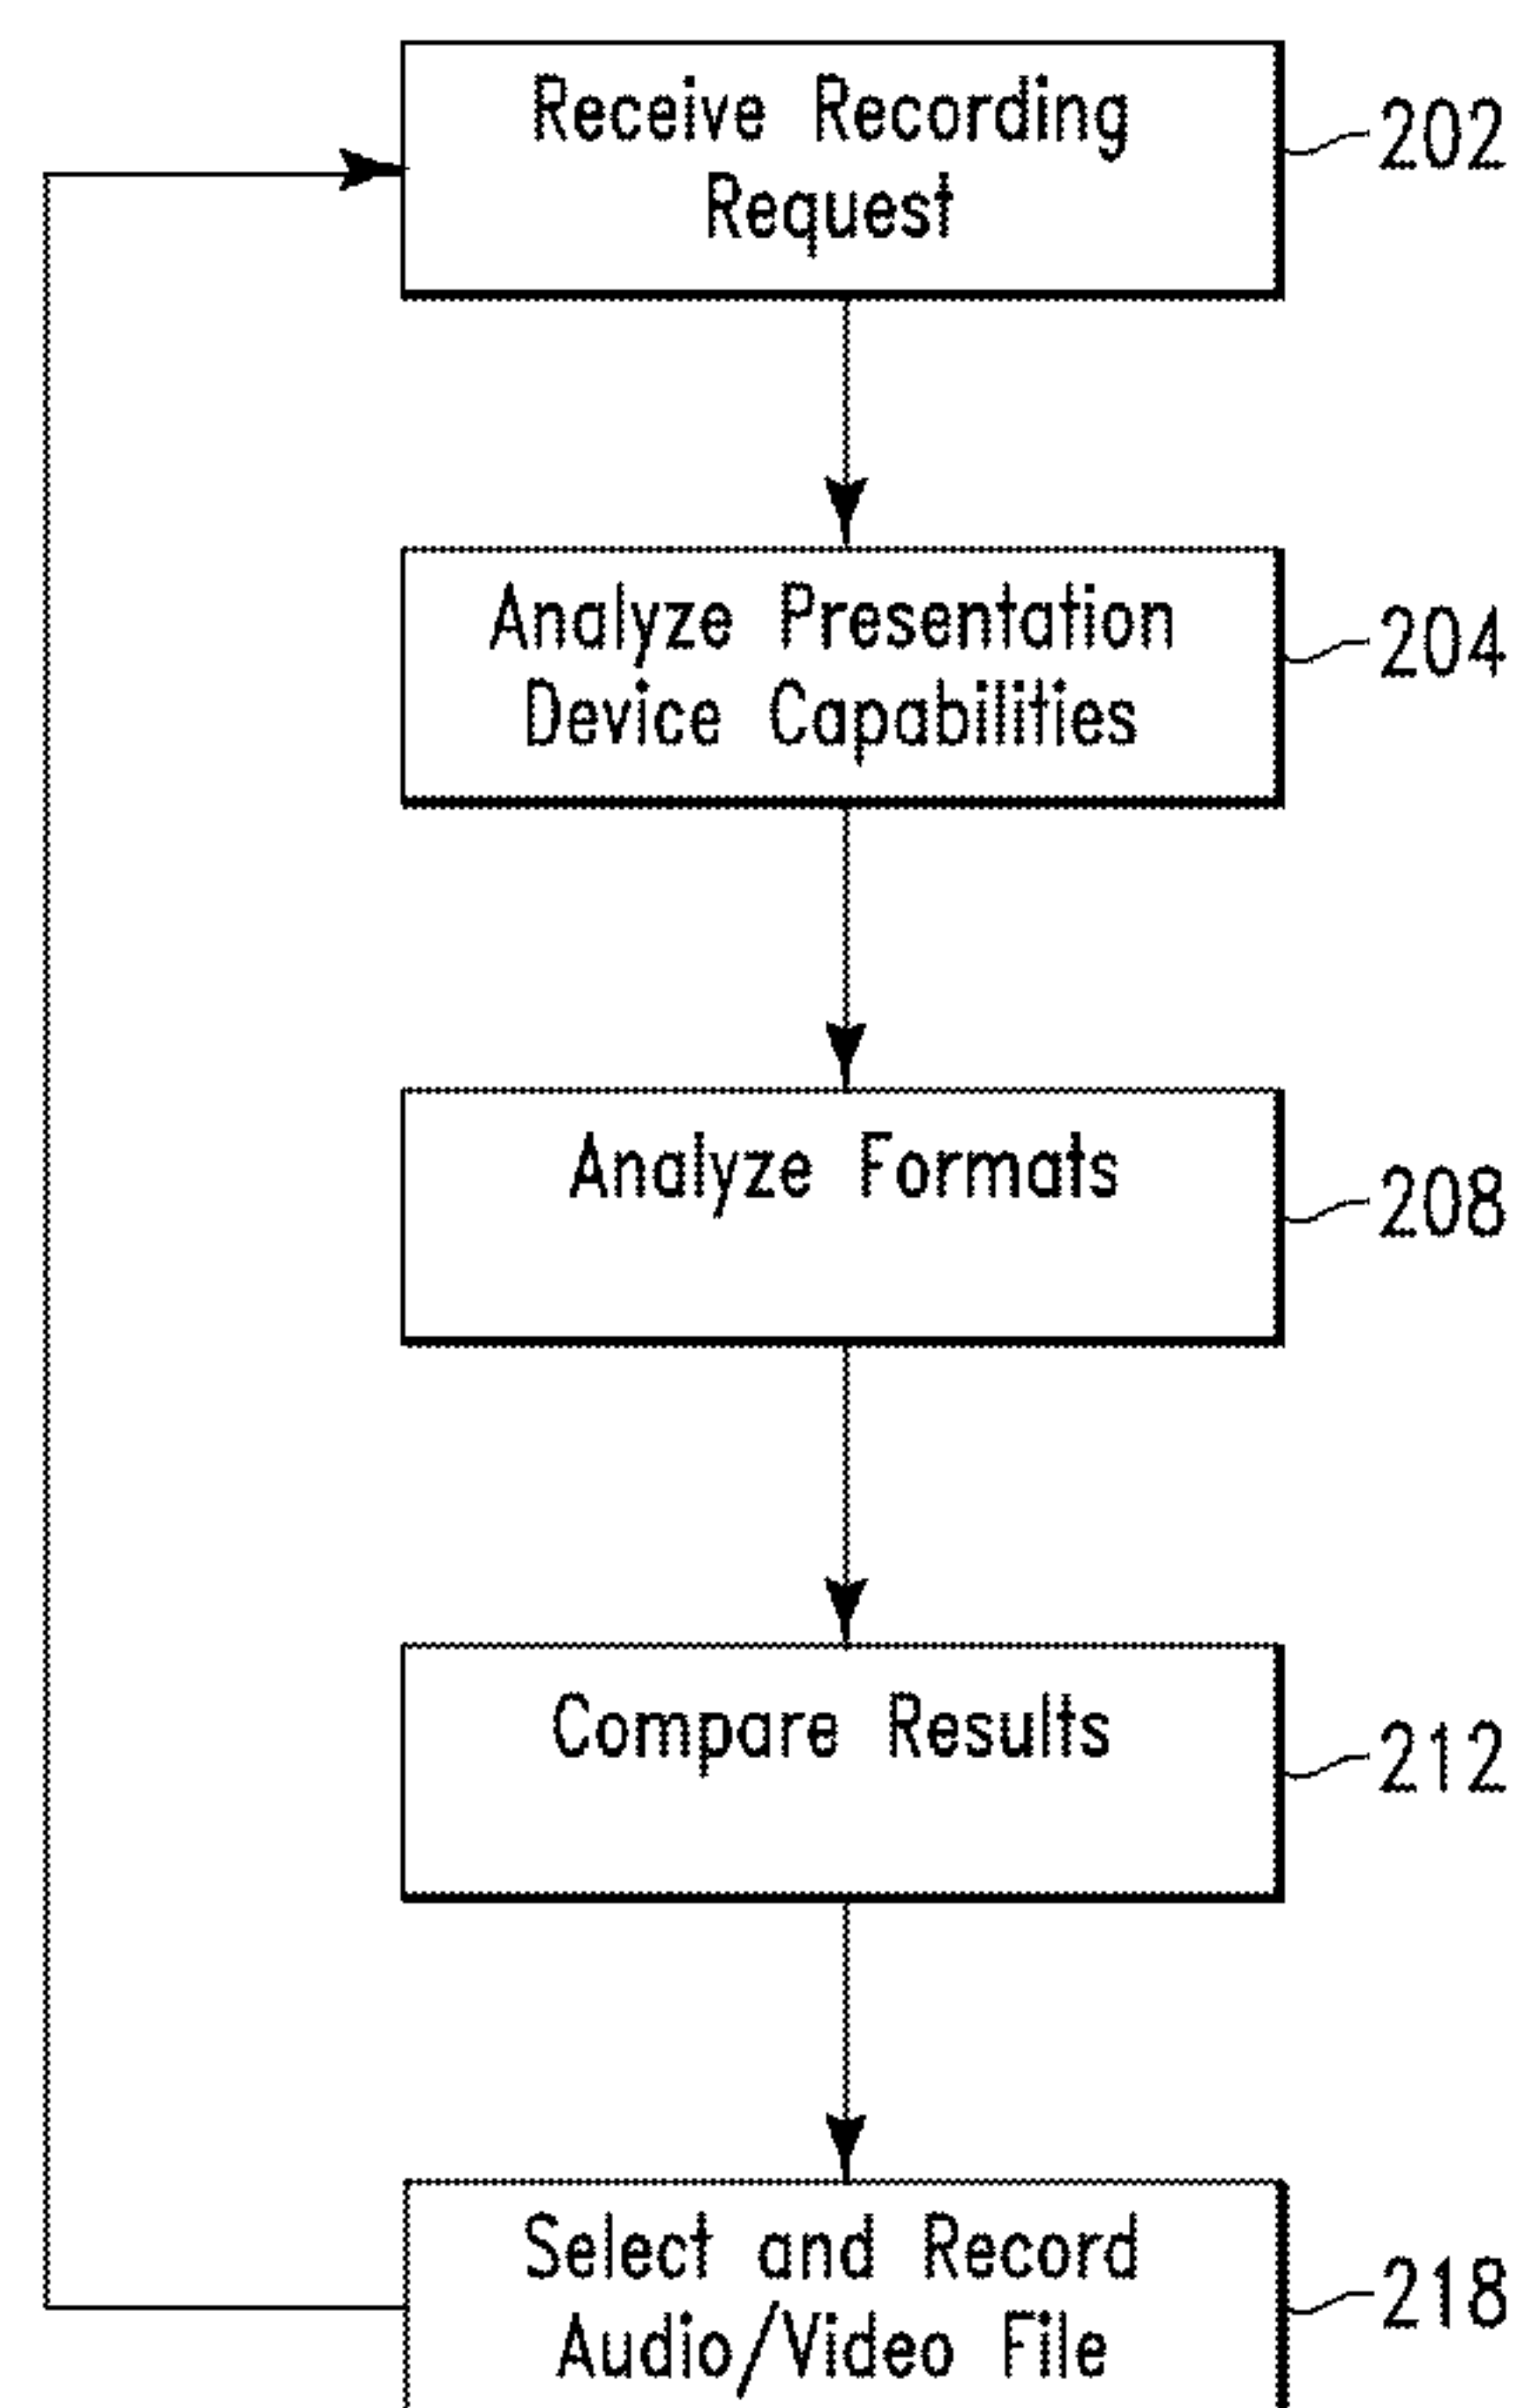 Receive Recording
Request
202
Analyze Presentation
Device Capabilities
204
Analyze Formats
208
Compare Results
212
Select and Record
Audio/Video File
218